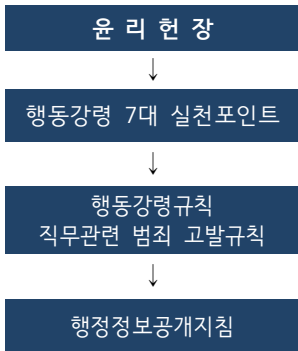 윤 리 헌 장
↓
행동강령 7대 실천포인트
↓
행동강령규칙
직무관련 범죄 고발규칙
↓
행정정보공개지침